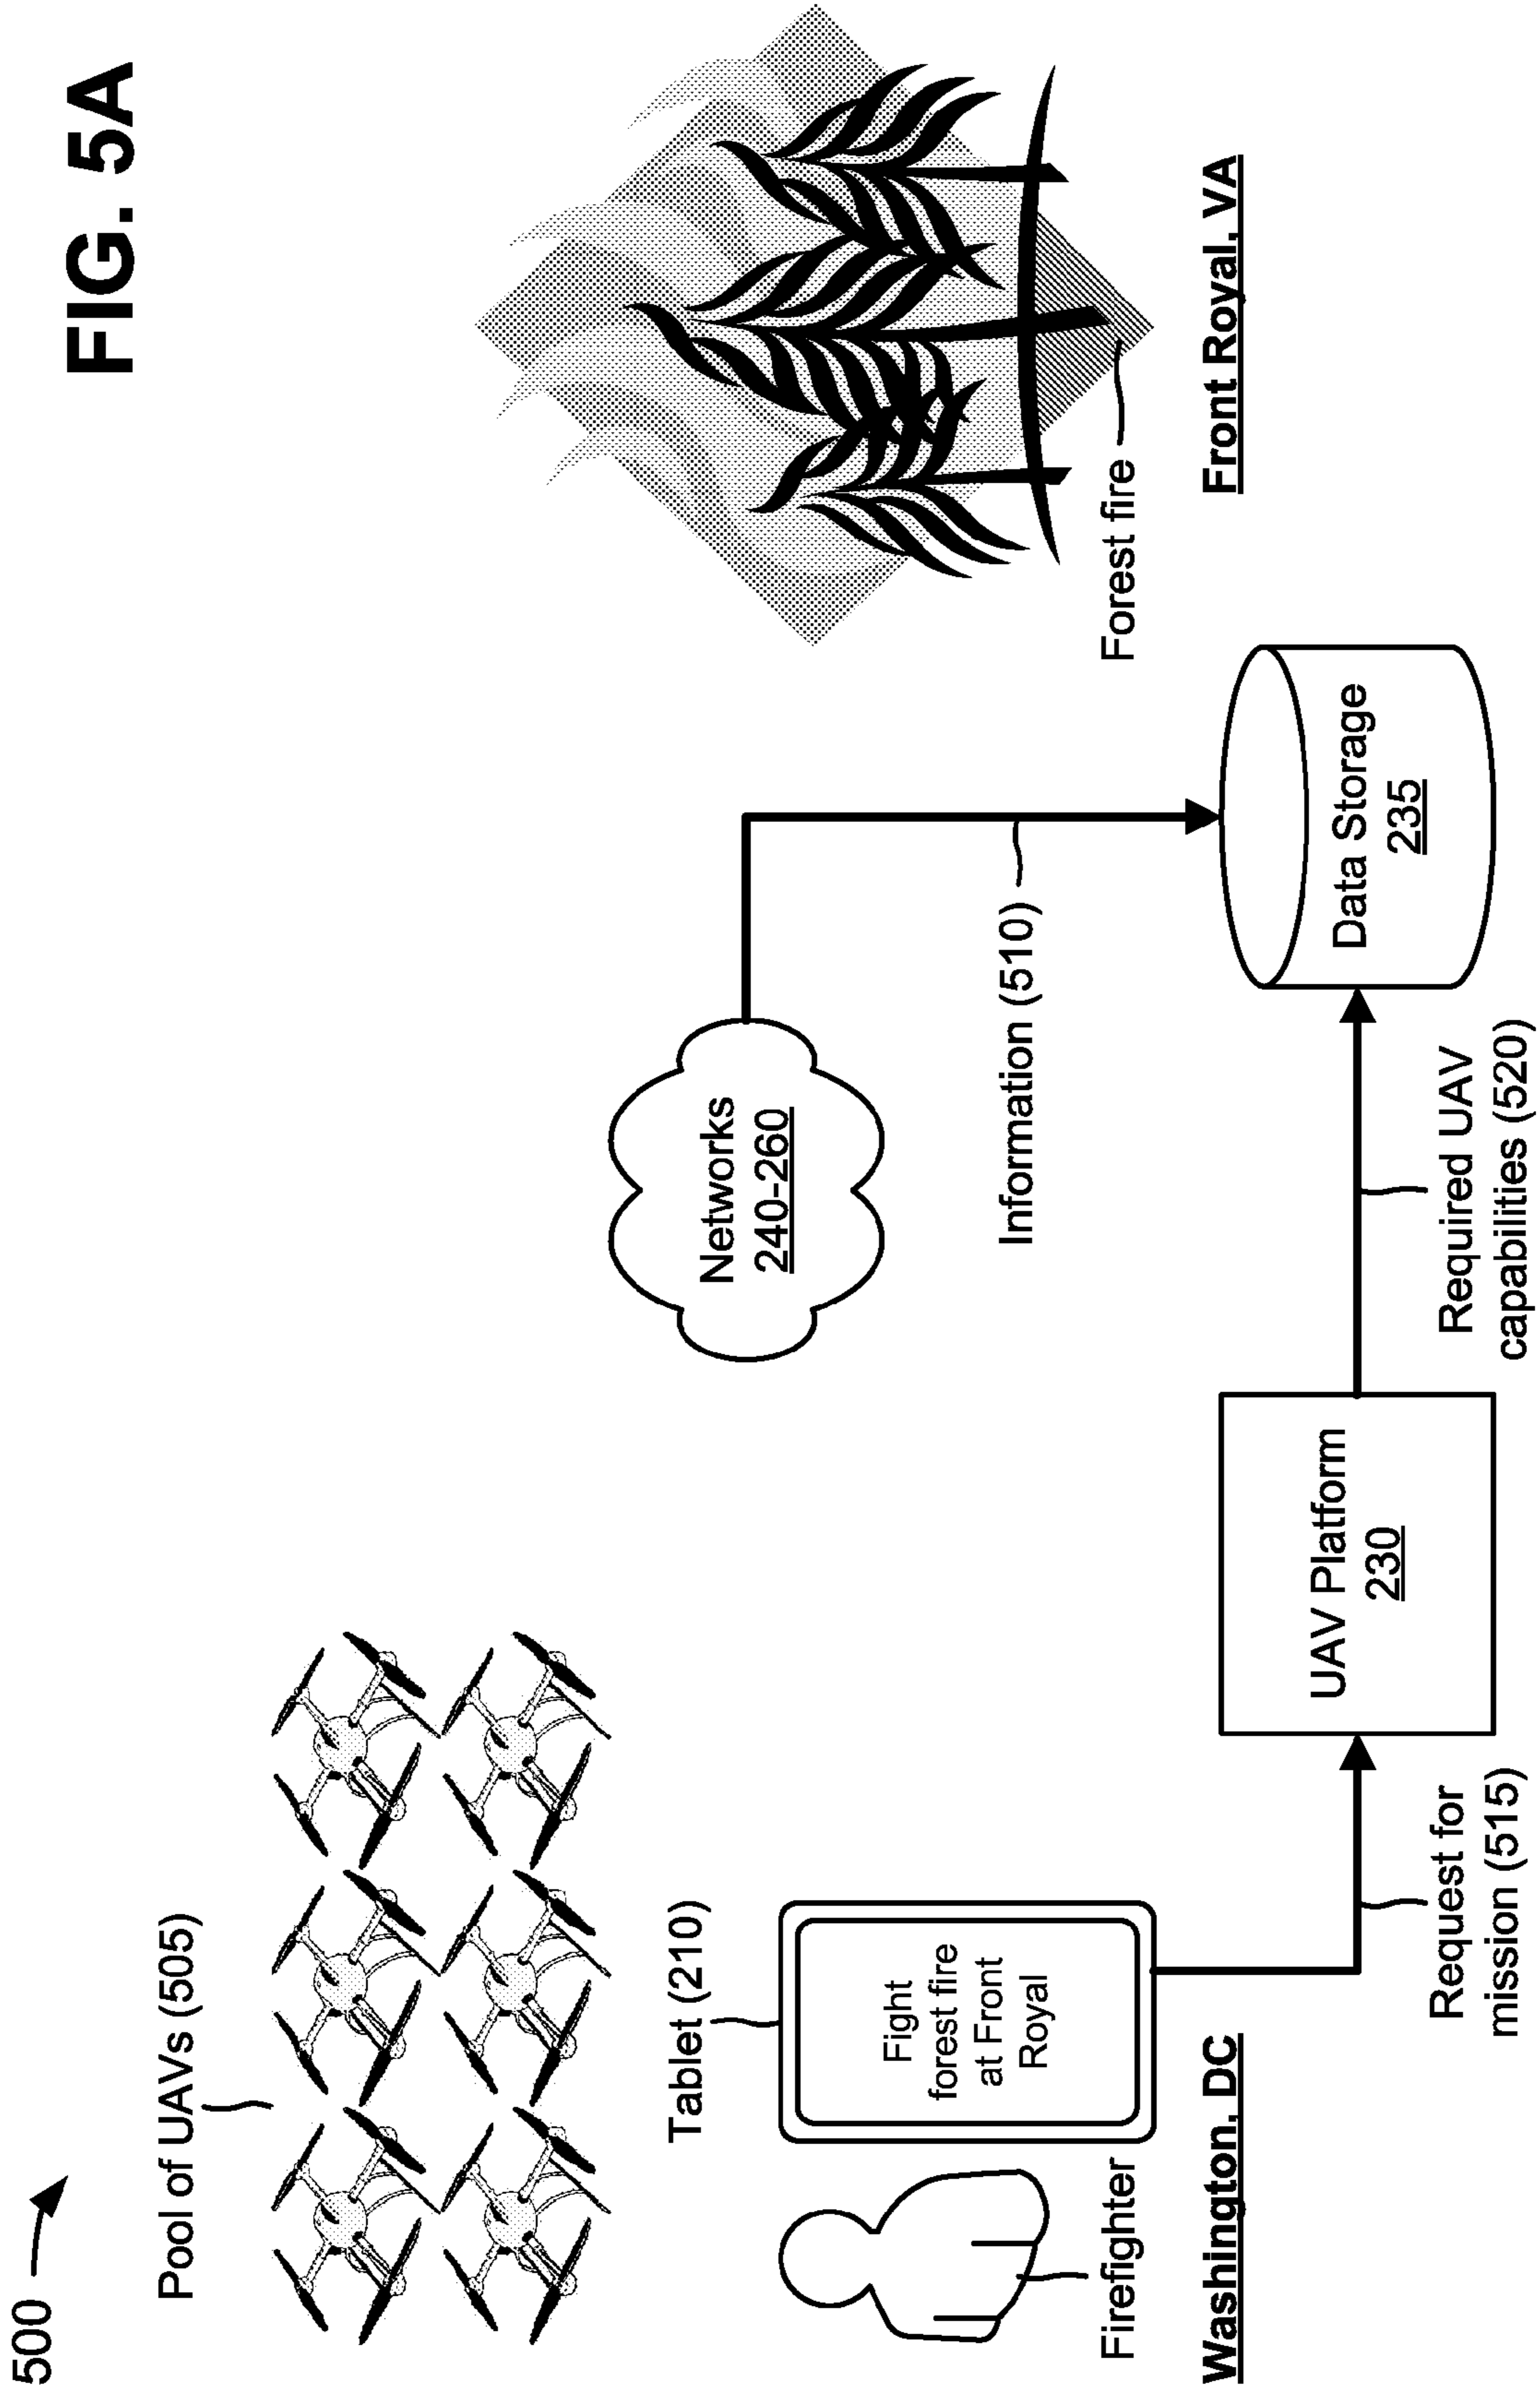 FIG. 5A
500
Pool of UAVs (505)
Tablet (210)
Fight
forest fire
at Front
Royal
Firefighter
Washington, DC
Request for
mission (515)
UAV Platform
230
Required UAV
capabilities (520)
Networks
240-260
Information (510)
Data Storage
235
Forest fire
Front Royal, VA